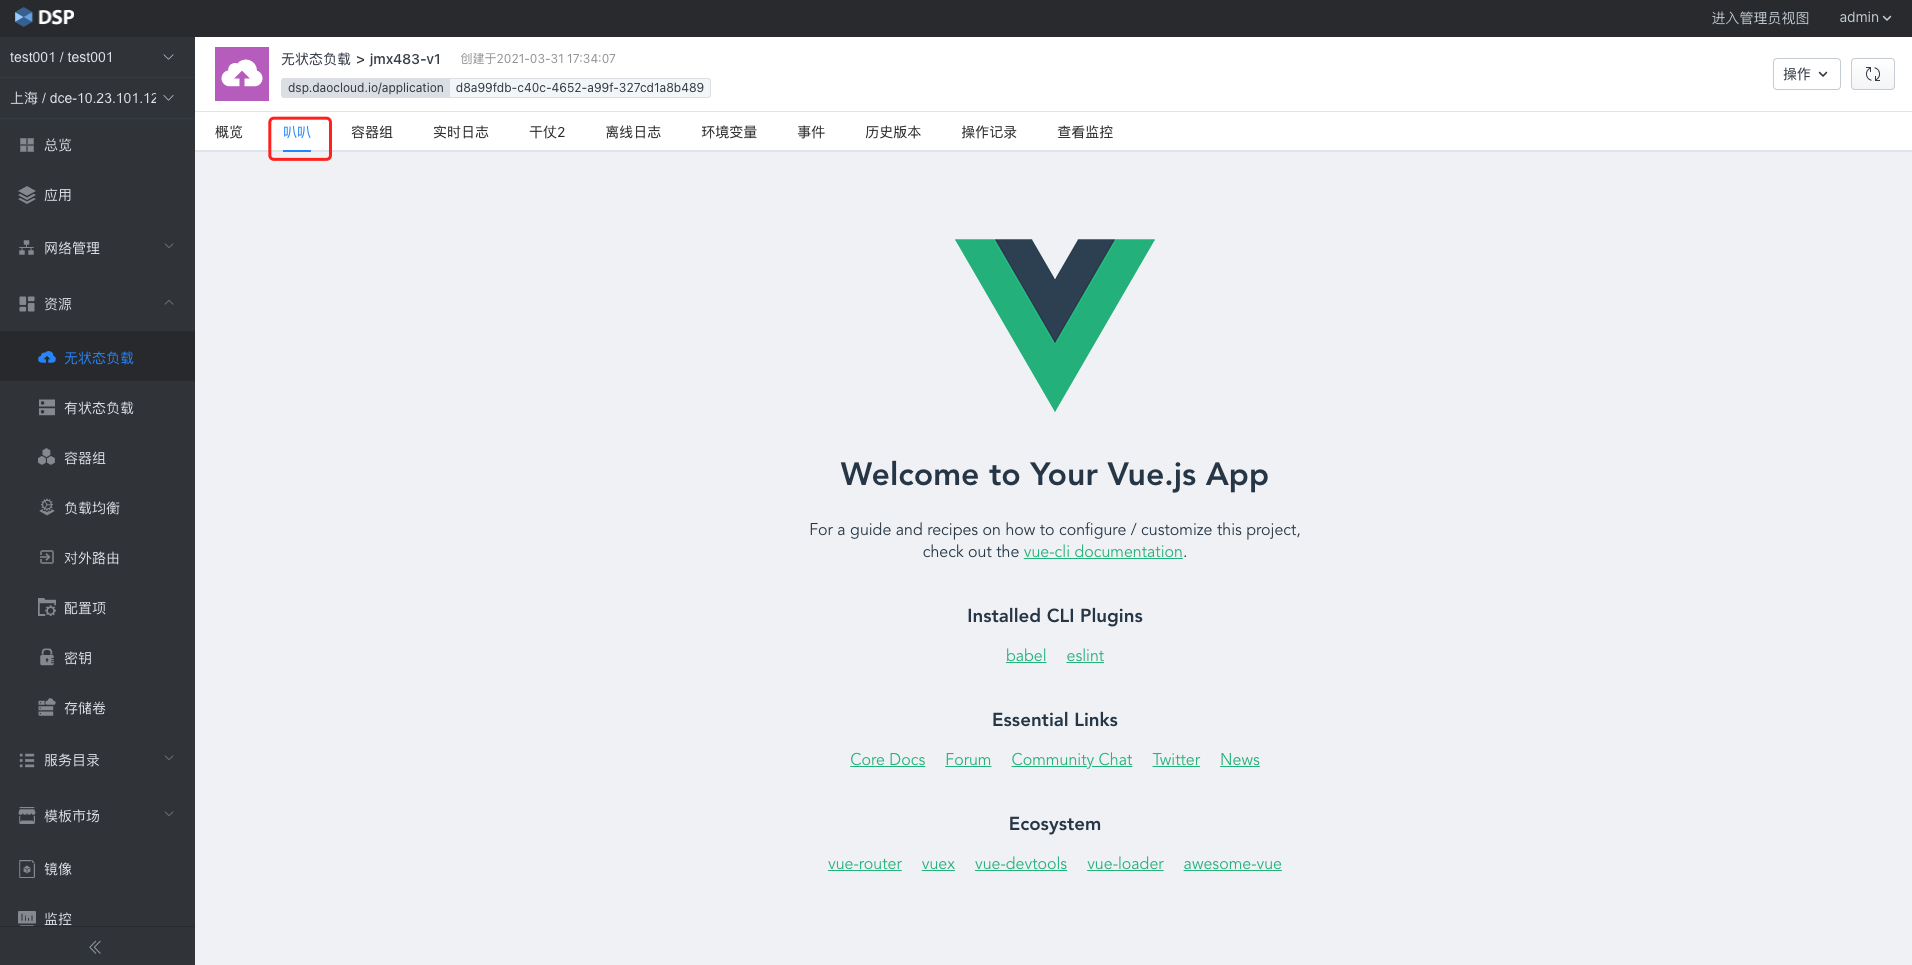 DSP
进入管理员视图
admin
test001 / test001
上海 / dce-10.23.101.12
总览
应用
网络管理
资源
无状态负载
有状态负载
容器组
负载均衡
对外路由
配置项
密钥
存储卷
服务目录
模板市场
镜像
监控
无状态负载 > jmx483-v1 创建于2021-03-31 17:34:07
dsp.daocloud.io/application d8a99fdb-c40c-4652-a99f-327cd1a8b489
操作
概览 叭叭 容器组 实时日志 干仗2 离线日志 环境变量 事件 历史版本 操作记录 查看监控
Welcome to Your Vue.js App
For a guide and recipes on how to configure / customize this project,
check out the vue-cli documentation.
Installed CLI Plugins
babel eslint
Essential Links
Core Docs Forum Community Chat Twitter News
Ecosystem
vue-router vuex vue-devtools vue-loader awesome-vue